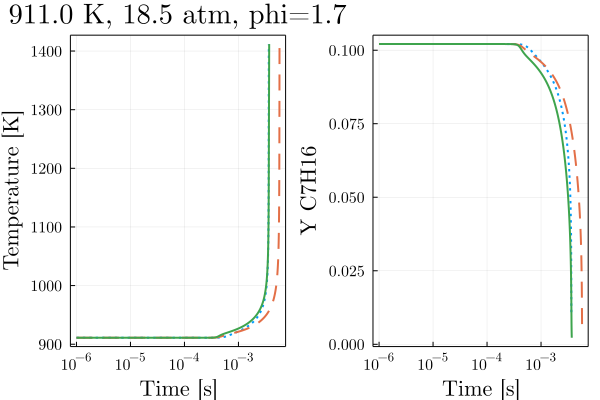 911.0 K, 18.5 atm, phi=1.7
Temperature [K]
1400
1300
1200
1100
1000
900
10⁻⁶ 10⁻⁵ 10⁻⁴ 10⁻³
Time [s]
Y C7H16
0.100
0.075
0.050
0.025
0.000
10⁻⁶ 10⁻⁵ 10⁻⁴ 10⁻³
Time [s]